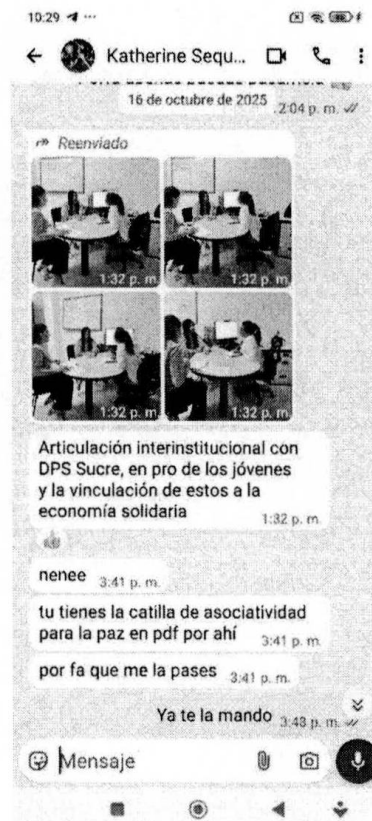 10:29
Katherine Sequ...
16 de octubre de 2025
2:04 p. m.
Reenviado
1:32 p. m.
1:32 p. m.
1:32 p. m.
1:32 p. m.
Articulación interinstitucional con
DPS Sucre, en pro de los jóvenes
y la vinculación de estos a la
economía solidaria
1:32 p. m.
nenee 3:41 p. m.
tu tienes la catilla de asociatividad
para la paz en pdf por ahí 3:41 p. m.
por fa que me la pases 3:41 p. m.
Ya te la mando 3:43 p. m.
Mensaje